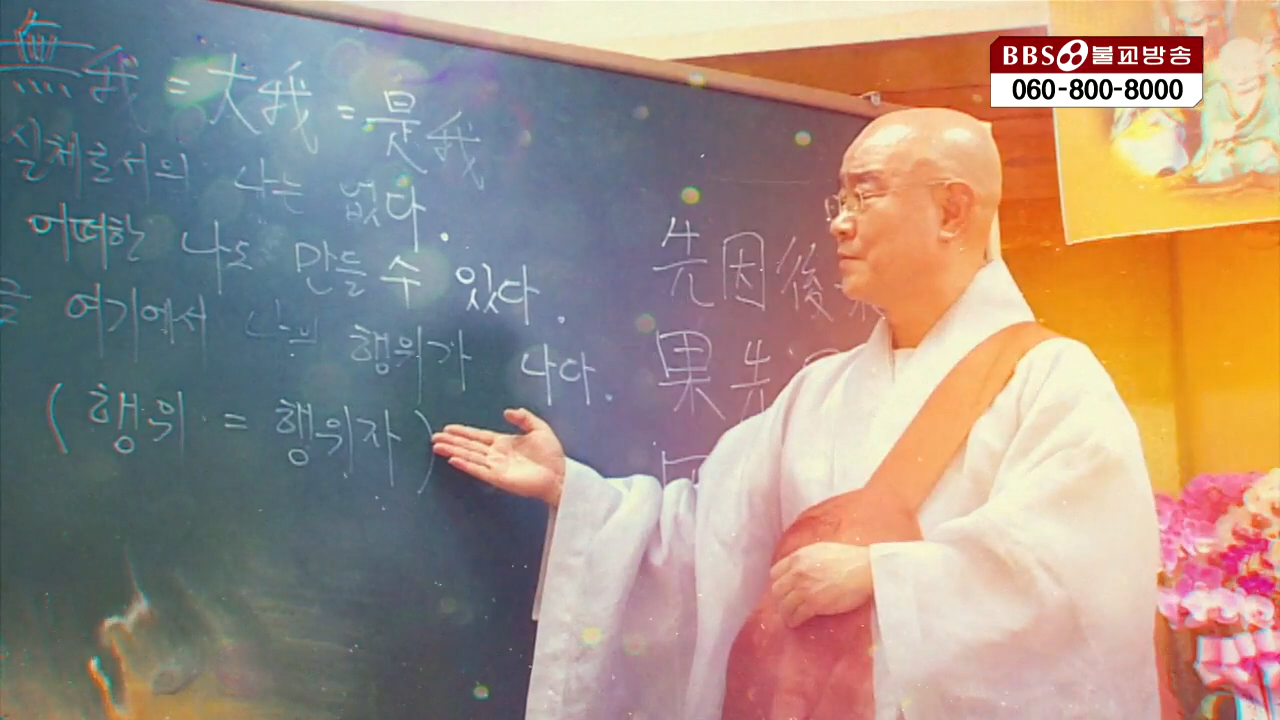 BBS 불교방송
060-800-8000
無我 = 大我 = 是我
실체로서의 나는 없다.
어떠한 나도 만들 수 있다.
여기에서 나의 행위가 나다.
(행위 = 행위자)
先因後
果先